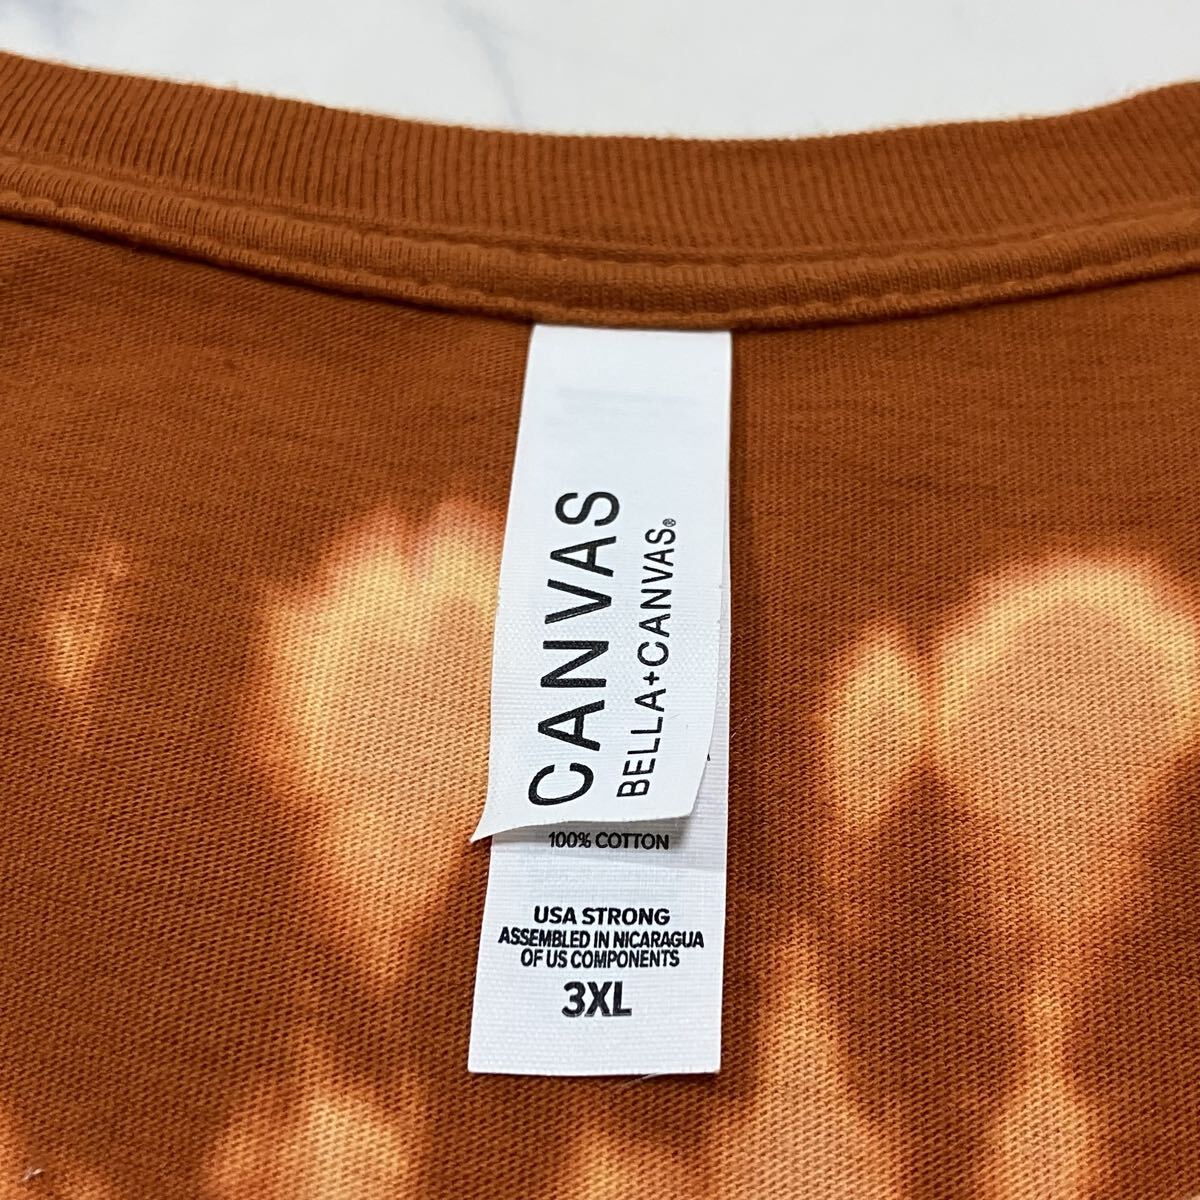 CANVAS
BELLA+CANVAS®
100% COTTON
USA STRONG
ASSEMBLED IN NICARAGUA
OF US COMPONENTS
3XL